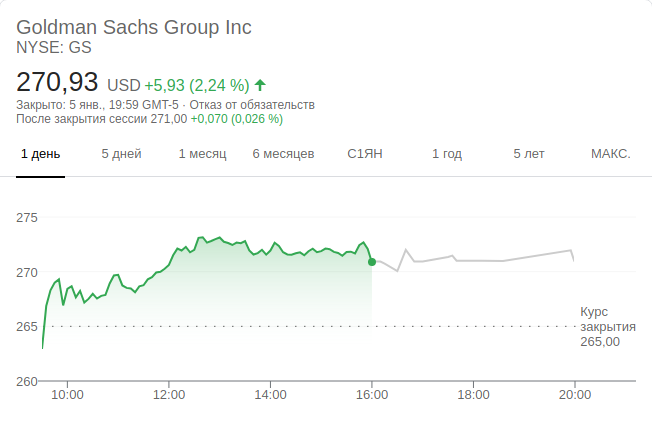 Goldman Sachs Group Inc
NYSE: GS
270,93 USD +5,93 (2,24 %)
Закрыто: 5 янв., 19:59 GMT-5 · Отказ от обязательств
После закрытия сессии 271,00 +0,070 (0,026 %)
1 день 5 дней 1 месяц 6 месяцев С1ЯН 1 год 5 лет МАКС.
275
270
265
260
Курс
закрытия
265,00
10:00 12:00 14:00 16:00 18:00 20:00